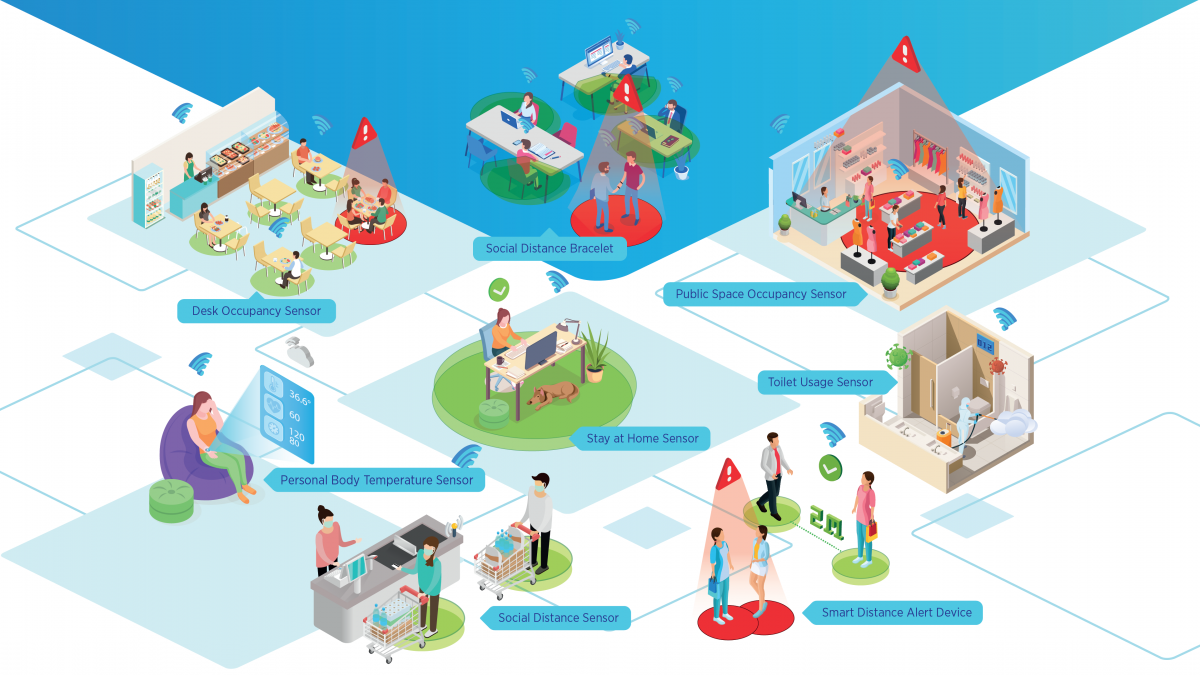 Social Distance Bracelet
Public Space Occupancy Sensor
Desk Occupancy Sensor
Toilet Usage Sensor
36.6°
60
120
80
Stay at Home Sensor
Personal Body Temperature Sensor
2M
Smart Distance Alert Device
Social Distance Sensor